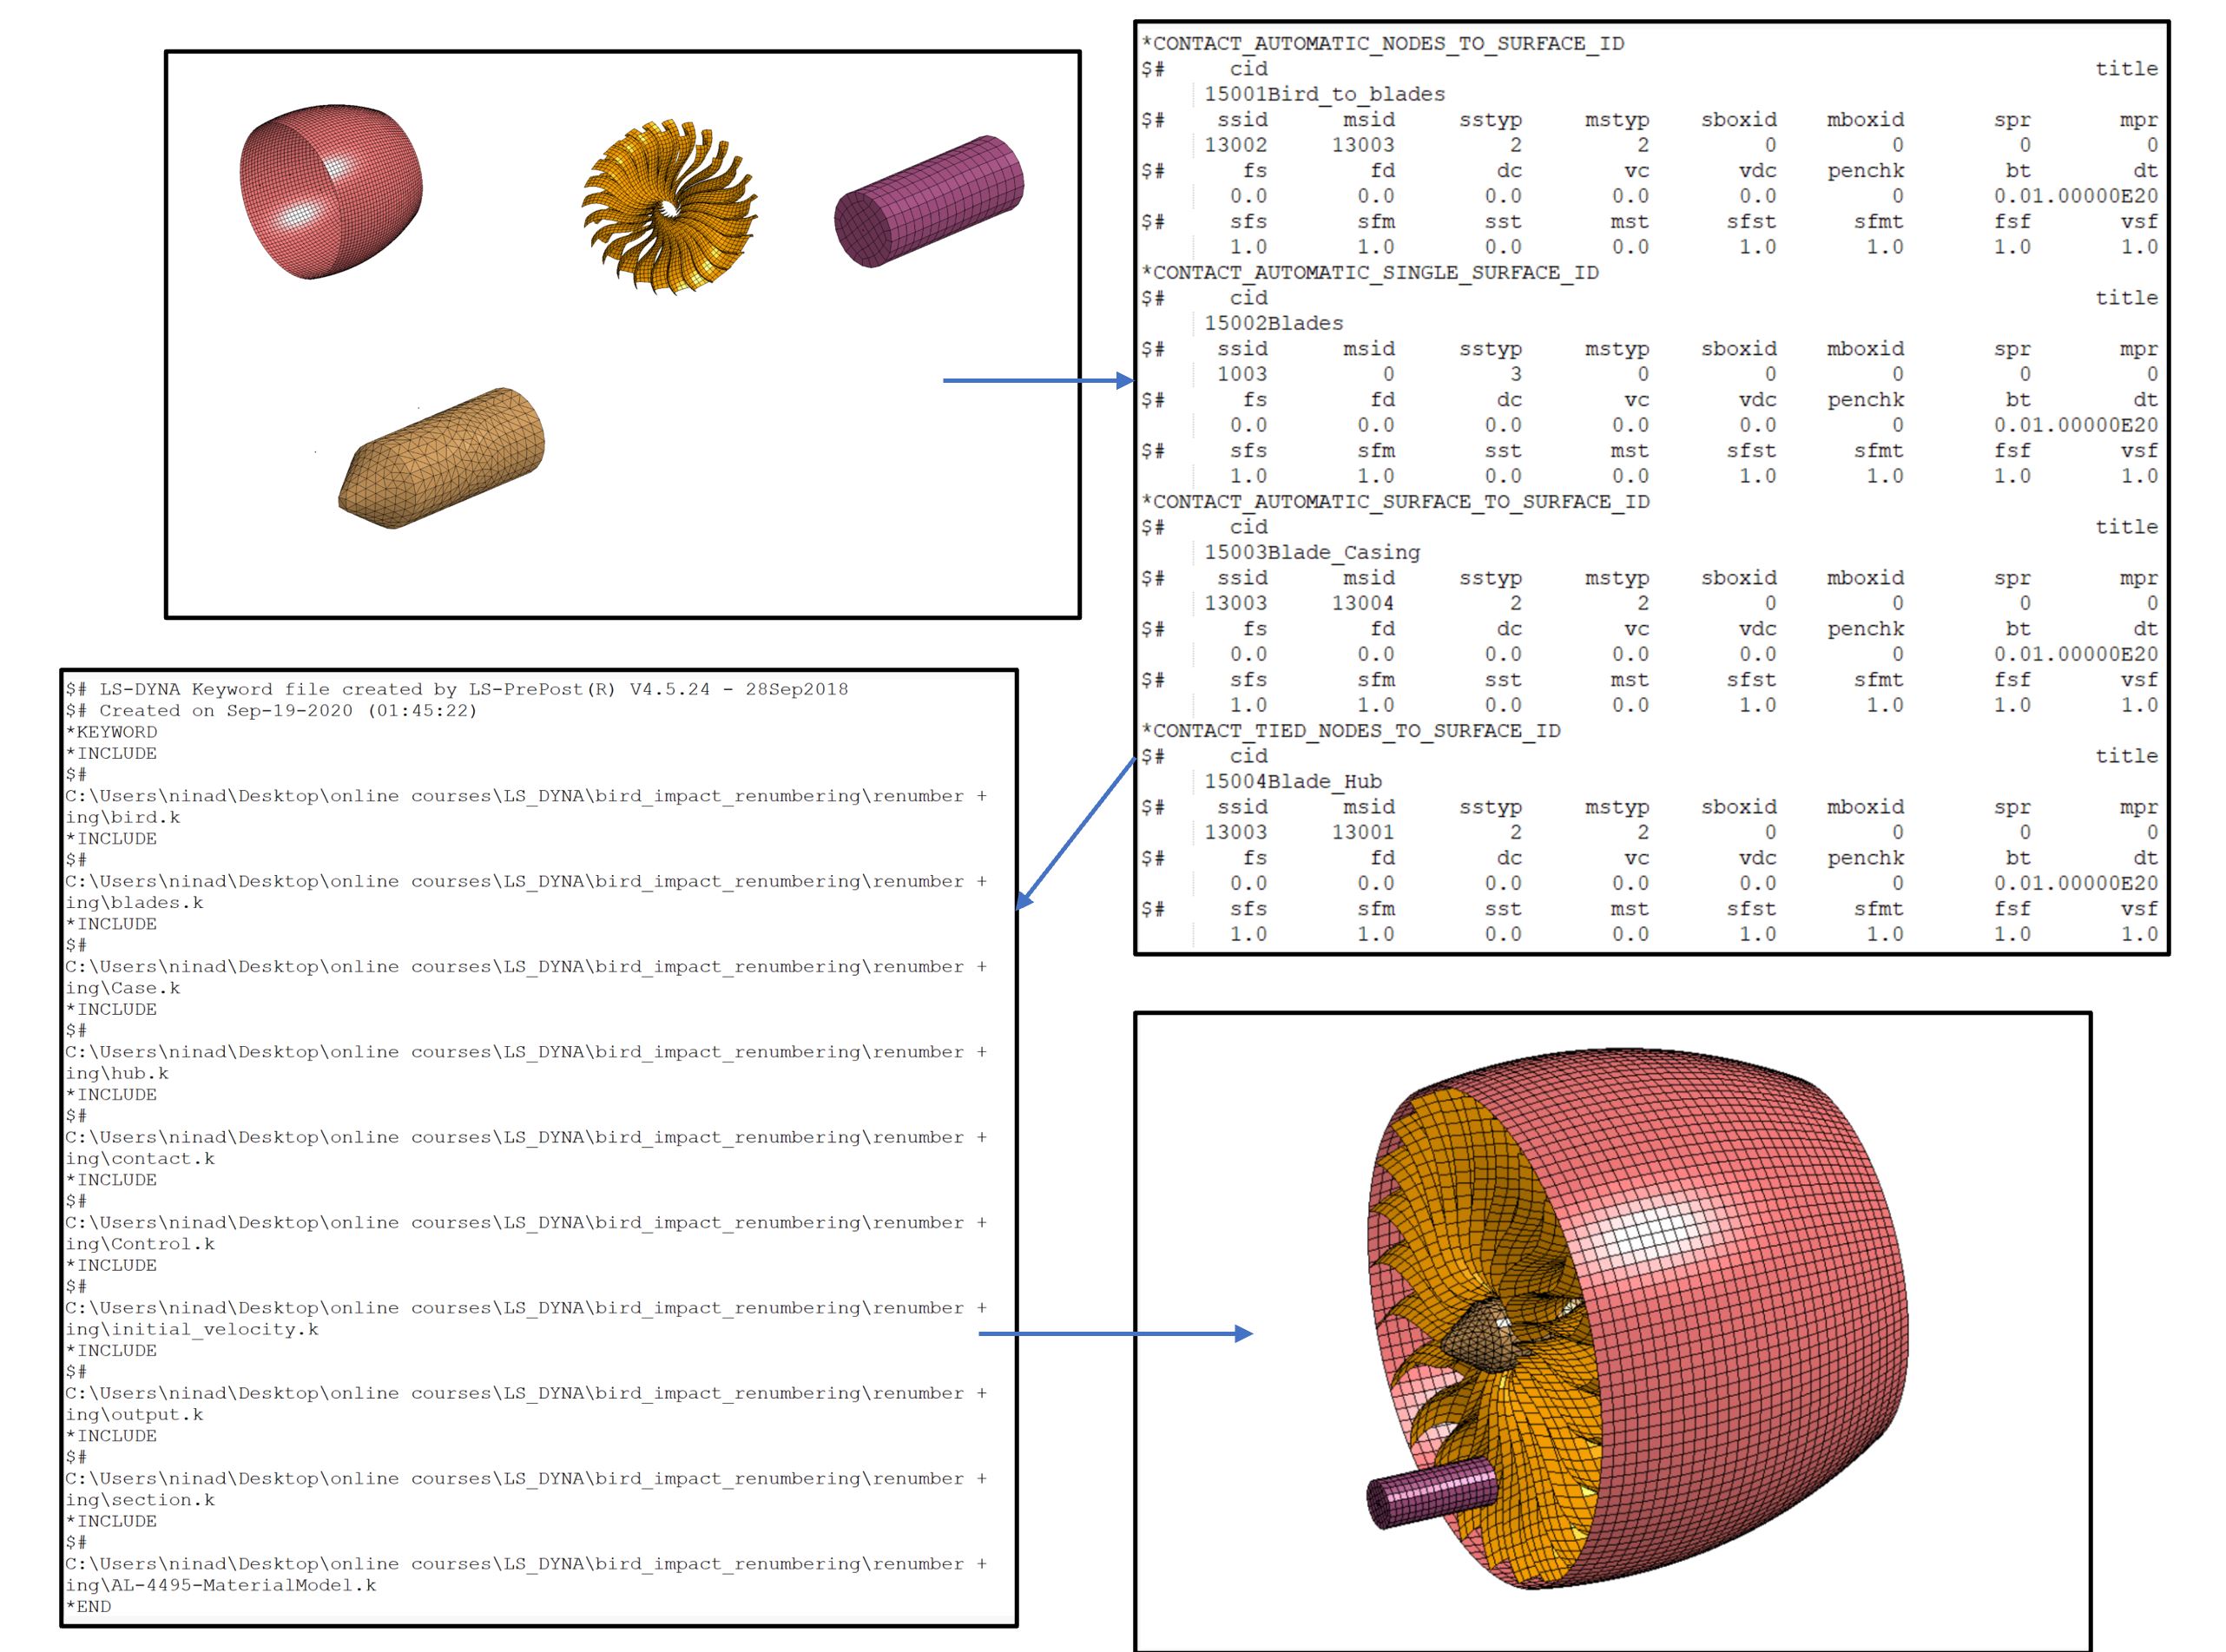 *CONTACT_AUTOMATIC_NODES_TO_SURFACE_ID
$# cid title
15001Bird_to_blades
$# ssid msid sstyp mstyp sboxid mboxid spr mpr
13002 13003 2 2 0 0 0 0
$# fs fd dc vc vdc penchk bt dt
0.0 0.0 0.0 0.0 0.0 0 0.01.00000E20
$# sfs sfm sst mst sfst sfmt fsf vsf
1.0 1.0 0.0 0.0 1.0 1.0 1.0 1.0
*CONTACT_AUTOMATIC_SINGLE_SURFACE_ID
$# cid title
15002Blades
$# ssid msid sstyp mstyp sboxid mboxid spr mpr
1003 0 3 0 0 0 0 0
$# fs fd dc vc vdc penchk bt dt
0.0 0.0 0.0 0.0 0.0 0 0.01.00000E20
$# sfs sfm sst mst sfst sfmt fsf vsf
1.0 1.0 0.0 0.0 1.0 1.0 1.0 1.0
*CONTACT_AUTOMATIC_SURFACE_TO_SURFACE_ID
$# cid title
15003Blade_Casing
$# ssid msid sstyp mstyp sboxid mboxid spr mpr
13003 13004 2 2 0 0 0 0
$# fs fd dc vc vdc penchk bt dt
0.0 0.0 0.0 0.0 0.0 0 0.01.00000E20
$# sfs sfm sst mst sfst sfmt fsf vsf
1.0 1.0 0.0 0.0 1.0 1.0 1.0 1.0
*CONTACT_TIED_NODES_TO_SURFACE_ID
$# cid title
15004Blade_Hub
$# ssid msid sstyp mstyp sboxid mboxid spr mpr
13003 13001 2 2 0 0 0 0
$# fs fd dc vc vdc penchk bt dt
0.0 0.0 0.0 0.0 0.0 0 0.01.00000E20
$# sfs sfm sst mst sfst sfmt fsf vsf
1.0 1.0 0.0 0.0 1.0 1.0 1.0 1.0
$# LS-DYNA Keyword file created by LS-PrePost(R) V4.5.24 - 28Sep2018
$# Created on Sep-19-2020 (01:45:22)
*KEYWORD
*INCLUDE
$#
C:\Users\ninad\Desktop\online courses\LS_DYNA\bird_impact_renumbering\renumber +
ing\bird.k
*INCLUDE
$#
C:\Users\ninad\Desktop\online courses\LS_DYNA\bird_impact_renumbering\renumber +
ing\blades.k
*INCLUDE
$#
C:\Users\ninad\Desktop\online courses\LS_DYNA\bird_impact_renumbering\renumber +
ing\Case.k
*INCLUDE
$#
C:\Users\ninad\Desktop\online courses\LS_DYNA\bird_impact_renumbering\renumber +
ing\hub.k
*INCLUDE
$#
C:\Users\ninad\Desktop\online courses\LS_DYNA\bird_impact_renumbering\renumber +
ing\contact.k
*INCLUDE
$#
C:\Users\ninad\Desktop\online courses\LS_DYNA\bird_impact_renumbering\renumber +
ing\Control.k
*INCLUDE
$#
C:\Users\ninad\Desktop\online courses\LS_DYNA\bird_impact_renumbering\renumber +
ing\initial_velocity.k
*INCLUDE
$#
C:\Users\ninad\Desktop\online courses\LS_DYNA\bird_impact_renumbering\renumber +
ing\output.k
*INCLUDE
$#
C:\Users\ninad\Desktop\online courses\LS_DYNA\bird_impact_renumbering\renumber +
ing\section.k
*INCLUDE
$#
C:\Users\ninad\Desktop\online courses\LS_DYNA\bird_impact_renumbering\renumber +
ing\AL-4495-MaterialModel.k
*END